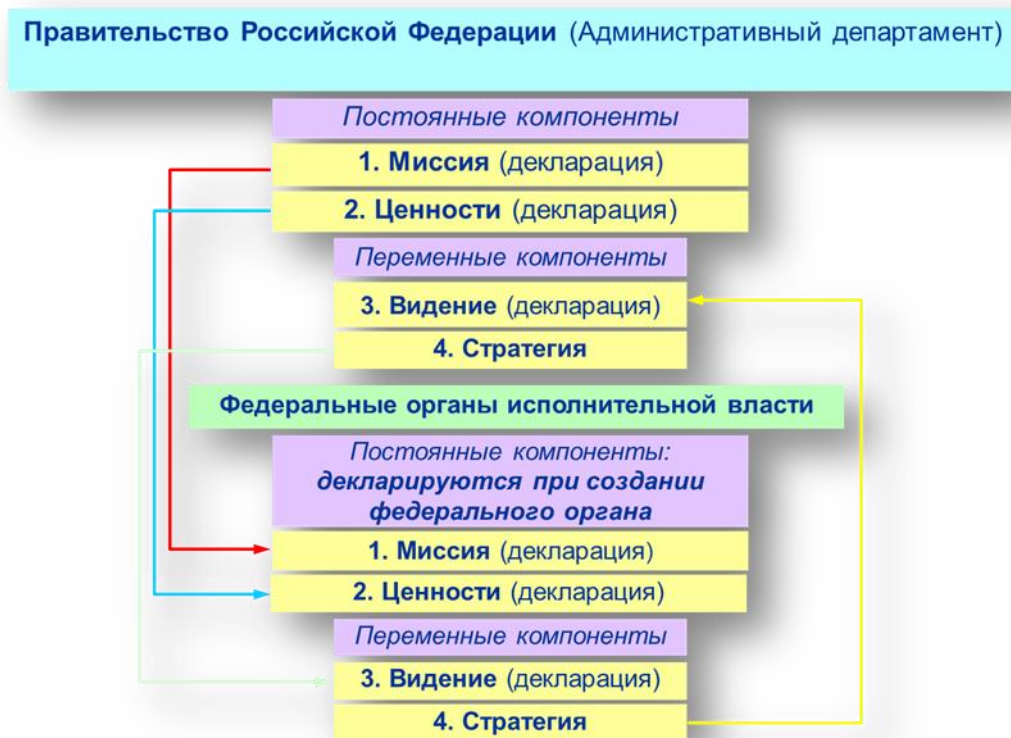 Правительство Российской Федерации (Административный департамент)
Постоянные компоненты
1. Миссия (декларация)
2. Ценности (декларация)
Переменные компоненты
3. Видение (декларация)
4. Стратегия
Федеральные органы исполнительной власти
Постоянные компоненты:
декларируются при создании
федерального органа
1. Миссия (декларация)
2. Ценности (декларация)
Переменные компоненты
3. Видение (декларация)
4. Стратегия